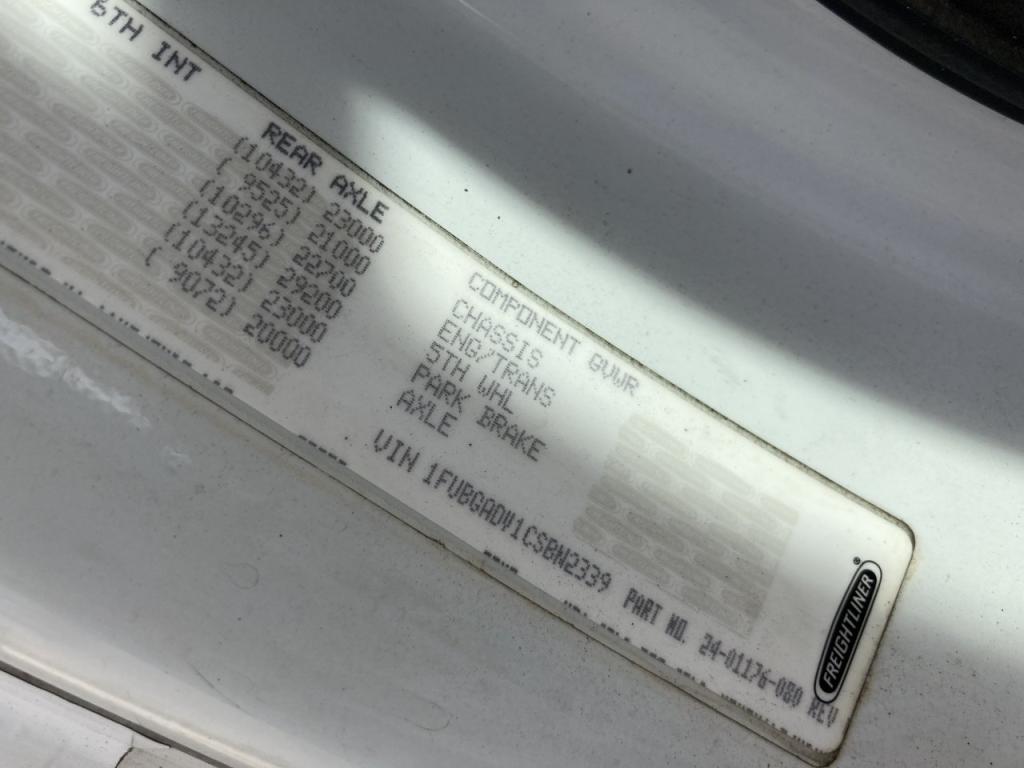 6TH INT
REAR AXLE
(10432) 23000
( 9525) 21000
(10296) 22700
(13245) 29200
(10432) 23000
( 9072) 20000
COMPONENT GVWR
CHASSIS
ENG/TRANS
5TH WHL
PARK BRAKE
AXLE
VIN 1FVBGADV1CSBN2339 PART NO. 24-01176-080 REV
FREIGHTLINER®